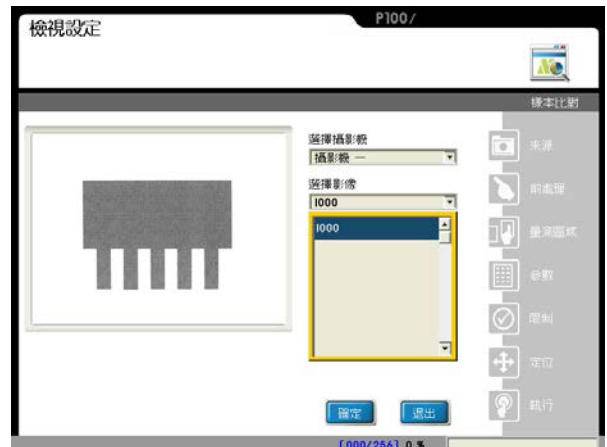 P100/
檢視設定
樣本比對
選擇攝影機
攝影機 一
選擇影像
I000
I000
來源
前處理
量測區域
參數
限制
定位
執行
確定
退出
[000/256] 0 %